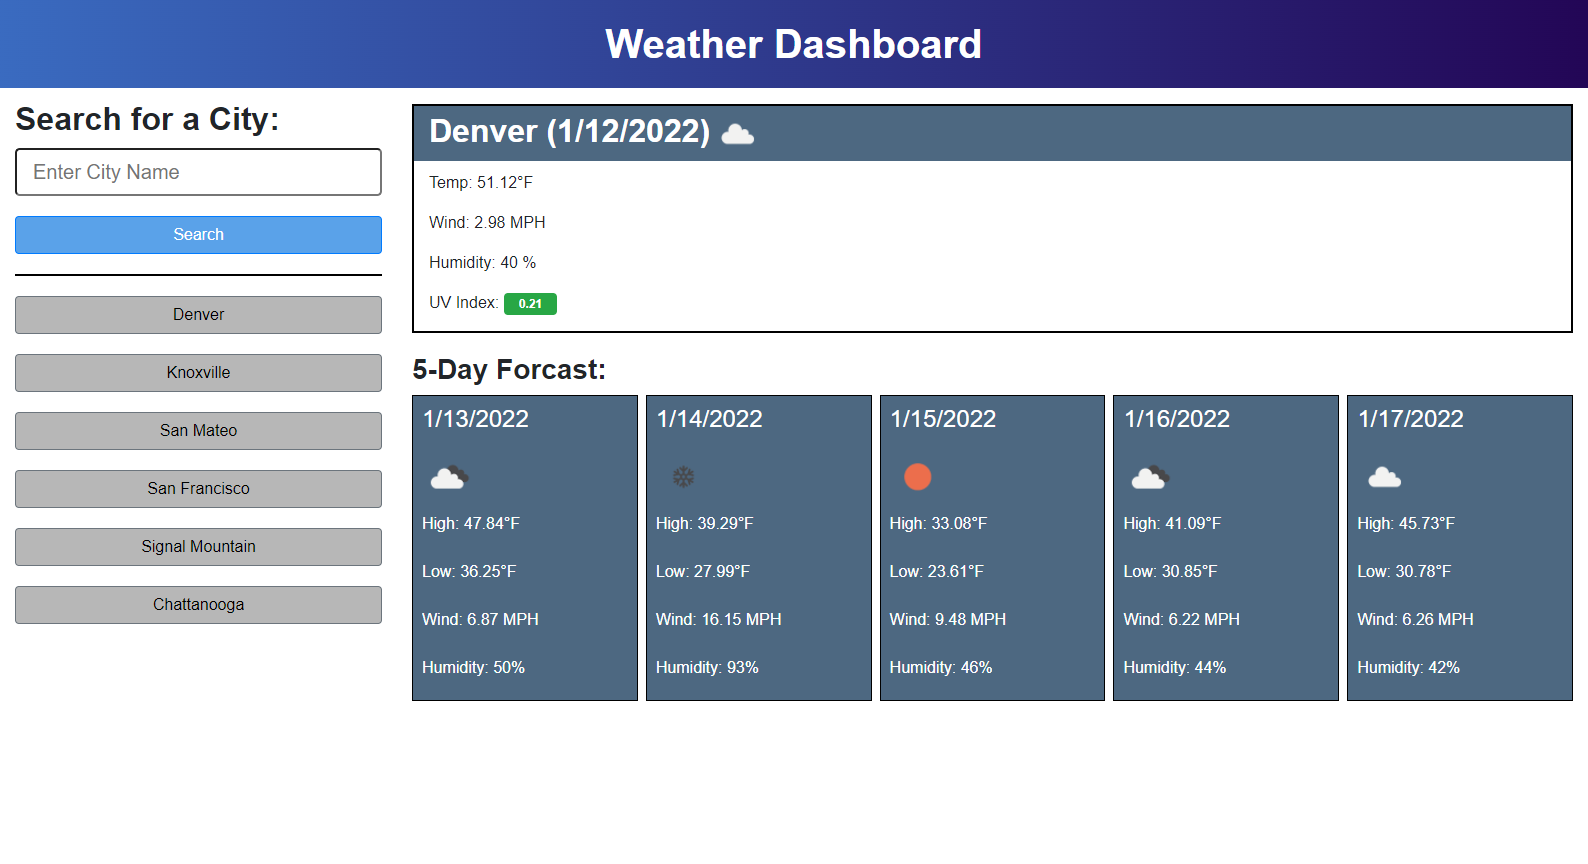 Weather Dashboard
Search for a City:
Enter City Name
Search
Denver
Knoxville
San Mateo
San Francisco
Signal Mountain
Chattanooga
Denver (1/12/2022)
Temp: 51.12°F
Wind: 2.98 MPH
Humidity: 40 %
UV Index: 0.21
5-Day Forcast:
1/13/2022
High: 47.84°F
Low: 36.25°F
Wind: 6.87 MPH
Humidity: 50%
1/14/2022
High: 39.29°F
Low: 27.99°F
Wind: 16.15 MPH
Humidity: 93%
1/15/2022
High: 33.08°F
Low: 23.61°F
Wind: 9.48 MPH
Humidity: 46%
1/16/2022
High: 41.09°F
Low: 30.85°F
Wind: 6.22 MPH
Humidity: 44%
1/17/2022
High: 45.73°F
Low: 30.78°F
Wind: 6.26 MPH
Humidity: 42%